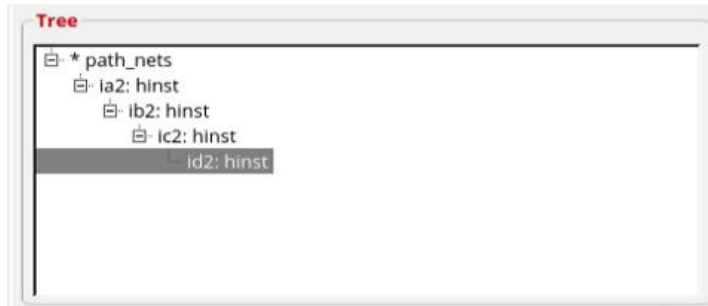 Tree
* path_nets
ia2: hinst
ib2: hinst
ic2: hinst
id2: hinst